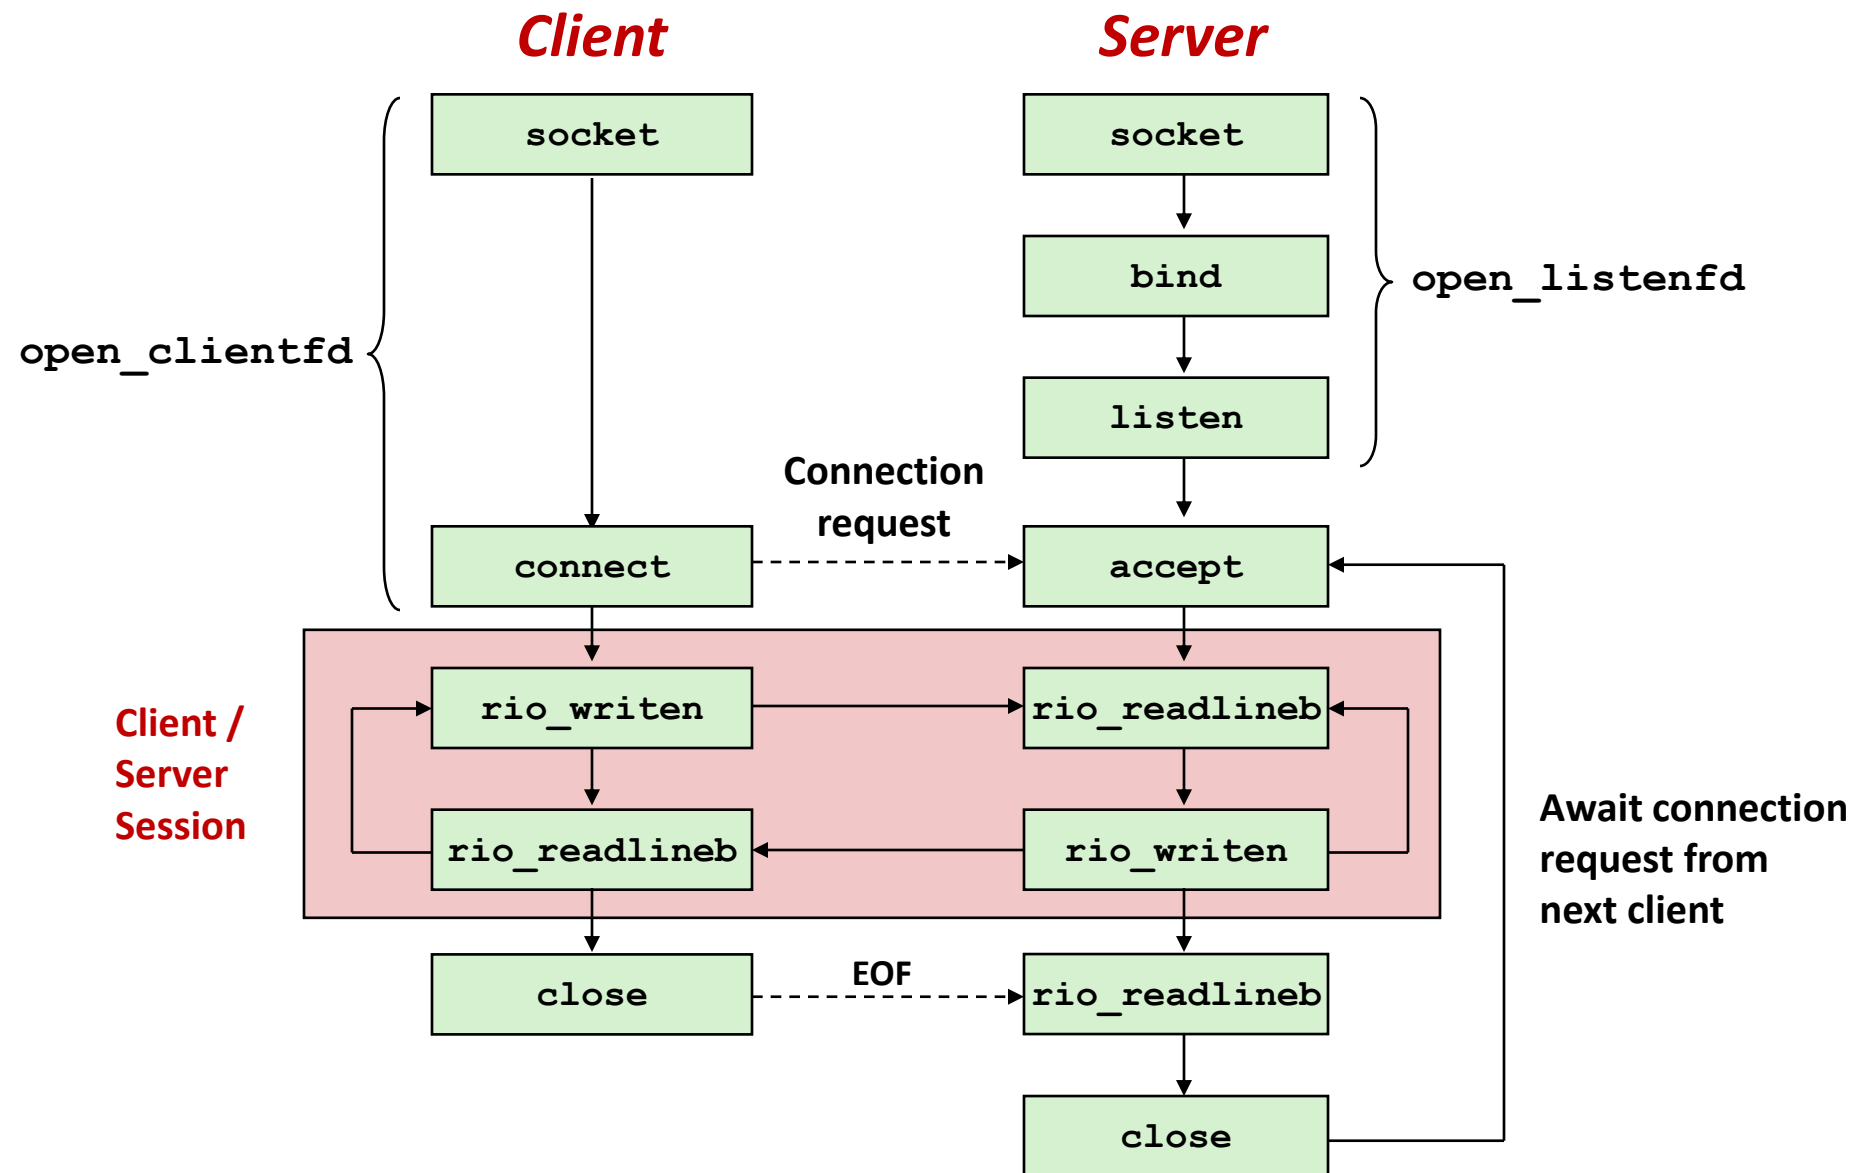 Client
Server
socket
socket
bind
open_listenfd
open_clientfd
listen
Connection
request
connect
accept
rio_writen
rio_readlineb
Client /
Server
Session
rio_readlineb
rio_writen
Await connection
request from
next client
close
EOF
rio_readlineb
close